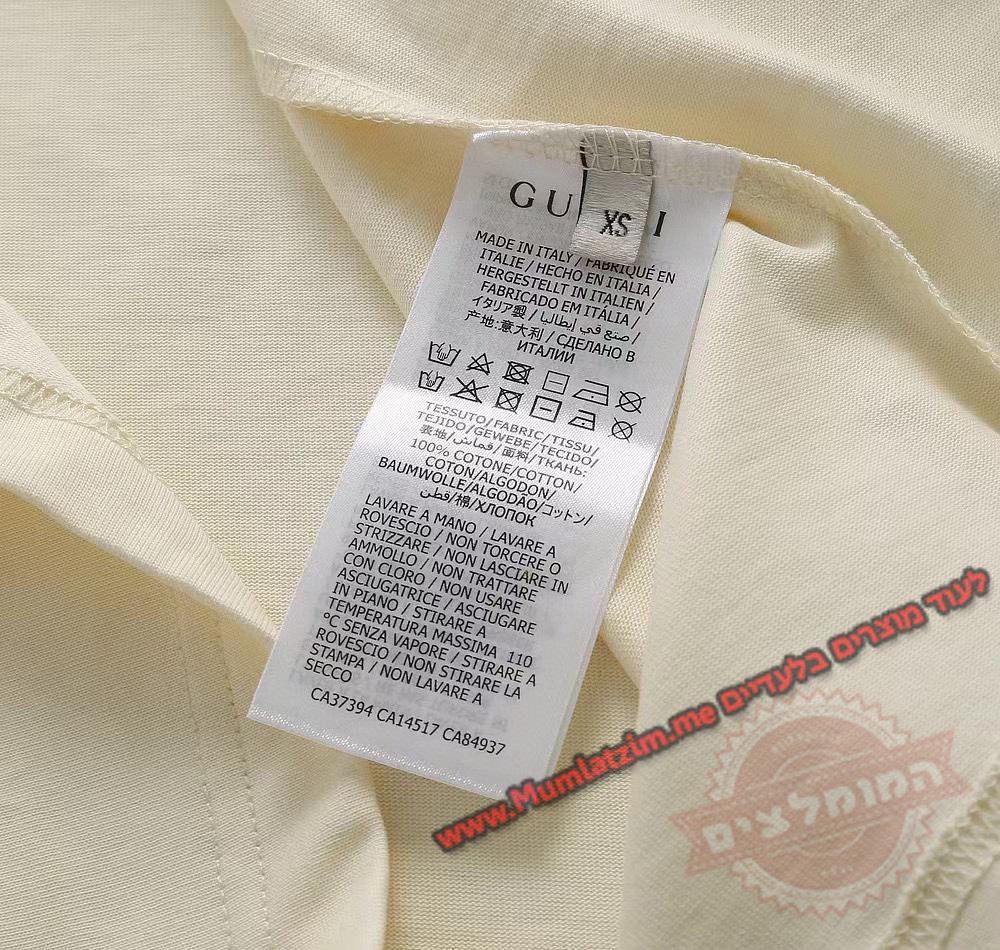 GU I
XS
MADE IN ITALY / FABRIQUÉ EN
ITALIE / HECHO EN ITALIA /
HERGESTELLT IN ITALIEN /
FABRICADO EM ITÁLIA /
イタリア製 / صنع في إيطاليا /
产地:意大利 / СДЕЛАНО В
ИТАЛИИ
TESSUTO/FABRIC/TISSU/
TEJIDO/GEWEBE/TECIDO/
表地/قماش/面料/ТКАНЬ:
100% COTONE/COTTON/
COTON/ALGODON/
BAUMWOLLE/ALGODÃO/コットン/
قطن/棉/ХЛОПОК
LAVARE A MANO / LAVARE A
ROVESCIO / NON TORCERE O
STRIZZARE / NON LASCIARE IN
AMMOLLO / NON TRATTARE
CON CLORO / NON USARE
ASCIUGATRICE / ASCIUGARE
IN PIANO / STIRARE A
TEMPERATURA MASSIMA 110
°C SENZA VAPORE / STIRARE A
ROVESCIO / NON STIRARE LA
STAMPA / NON LAVARE A
SECCO
CA37394 CA14517 CA84937
לעוד מוצרים בלעדיים www.Mumlatzim.me
המומלצים